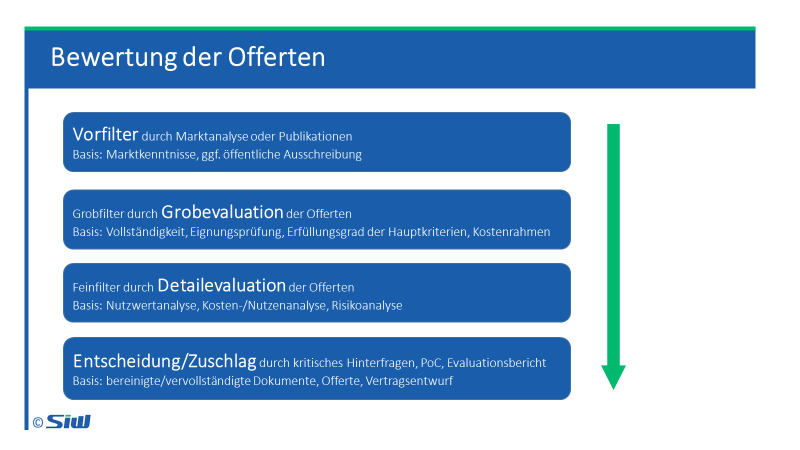 Bewertung der Offerten
Vorfilter durch Marktanalyse oder Publikationen
Basis: Marktkenntnisse, ggf. öffentliche Ausschreibung
Grobfilter durch Grobevaluation der Offerten
Basis: Vollständigkeit, Eignungsprüfung, Erfüllungsgrad der Hauptkriterien, Kostenrahmen
Feinfilter durch Detailevaluation der Offerten
Basis: Nutzwertanalyse, Kosten-/Nutzenanalyse, Risikoanalyse
Entscheidung/Zuschlag durch kritisches Hinterfragen, PoC, Evaluationsbericht
Basis: bereinigte/vervollständigte Dokumente, Offerte, Vertragsentwurf
© SIW